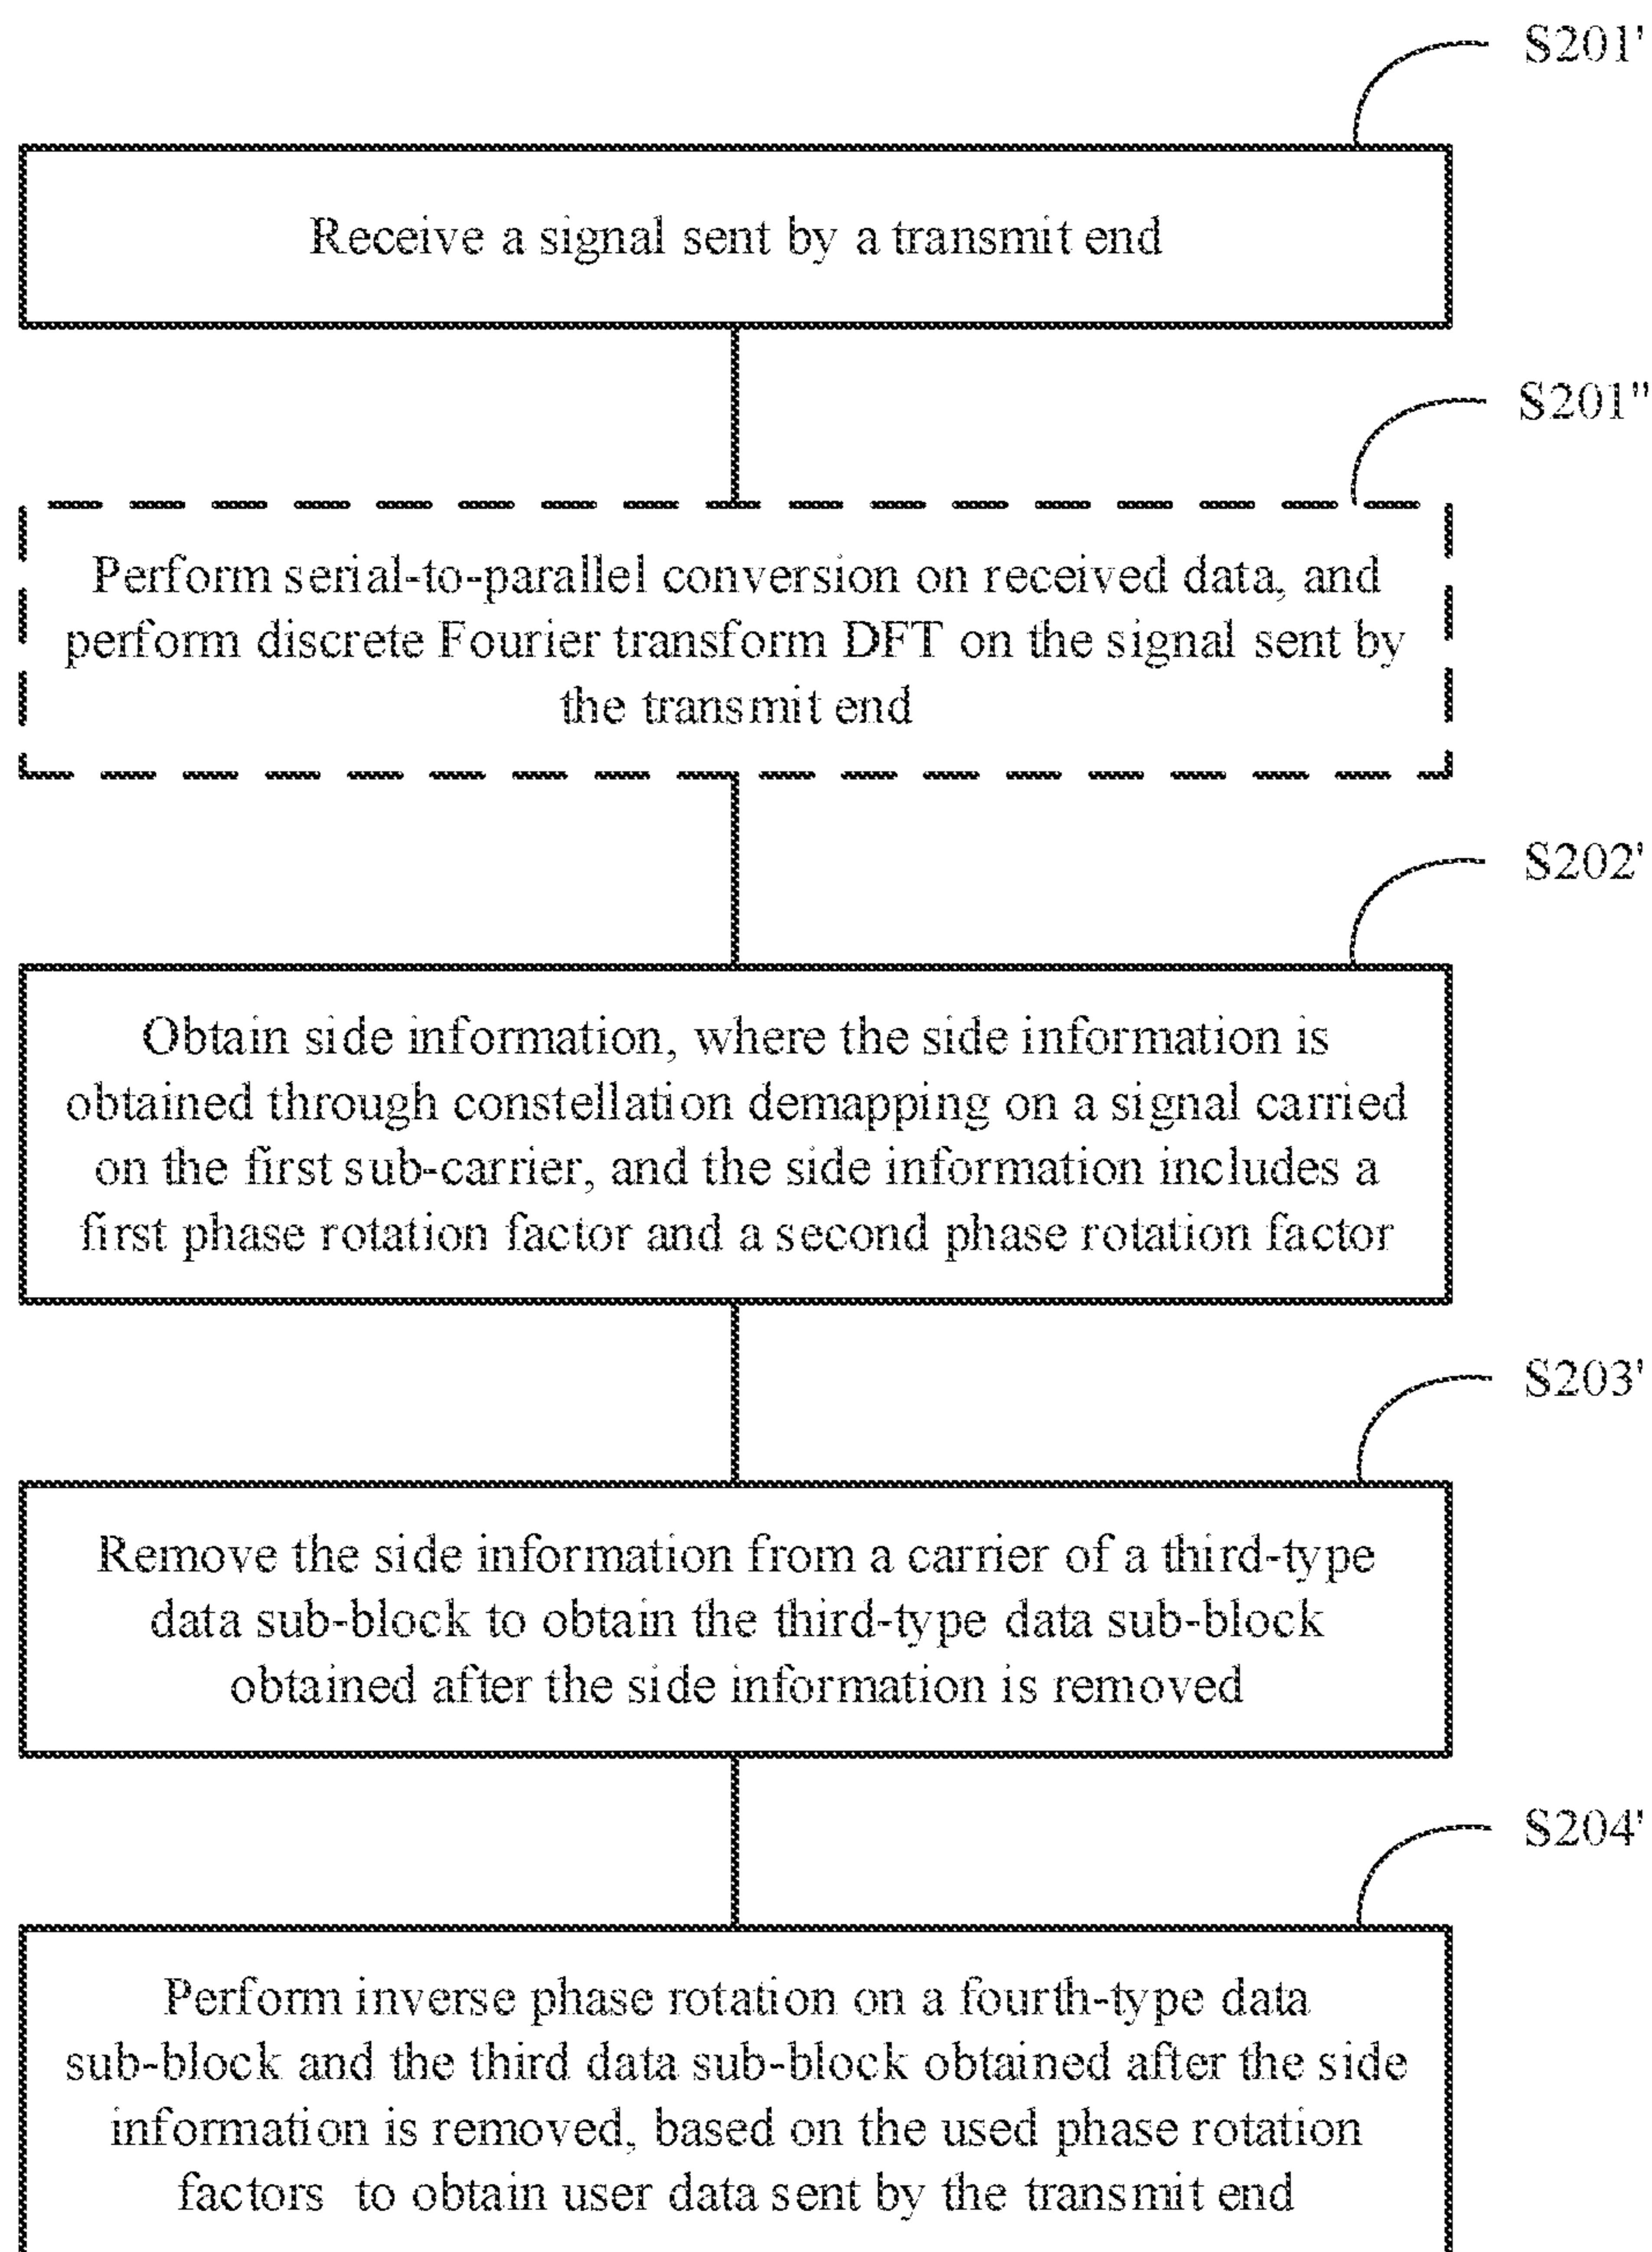 S201'
Receive a signal sent by a transmit end
S201"
Perform serial-to-parallel conversion on received data, and
perform discrete Fourier transform DFT on the signal sent by
the transmit end
S202'
Obtain side information, where the side information is
obtained through constellation demapping on a signal carried
on the first sub-carrier, and the side information includes a
first phase rotation factor and a second phase rotation factor
S203'
Remove the side information from a carrier of a third-type
data sub-block to obtain the third-type data sub-block
obtained after the side information is removed
S204'
Perform inverse phase rotation on a fourth-type data
sub-block and the third data sub-block obtained after the side
information is removed, based on the used phase rotation
factors to obtain user data sent by the transmit end